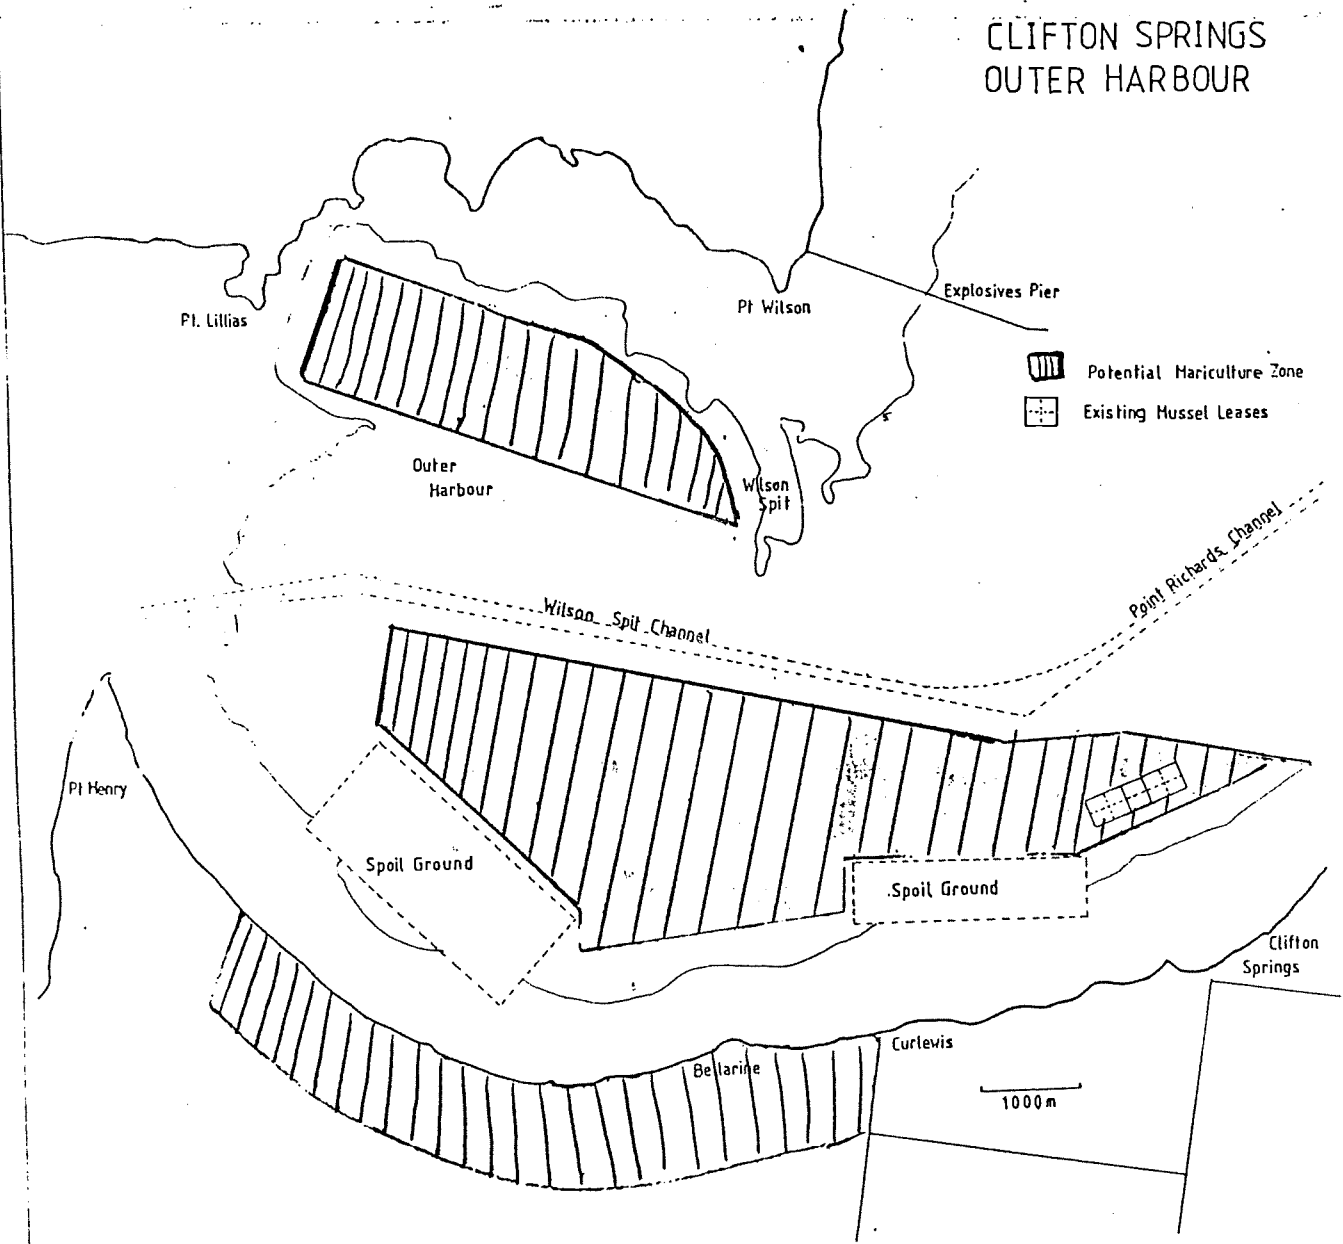 CLIFTON SPRINGS
OUTER HARBOUR
Explosives Pier
Pt Wilson
Pt. Lillias
Potential Mariculture Zone
Existing Mussel Leases
Outer
Harbour
Wilson
Spit
Point Richards Channel
Wilson Spit Channel
Pt Henry
Spoil Ground
Spoil Ground
Clifton
Springs
Curlewis
Bellarine
1000m